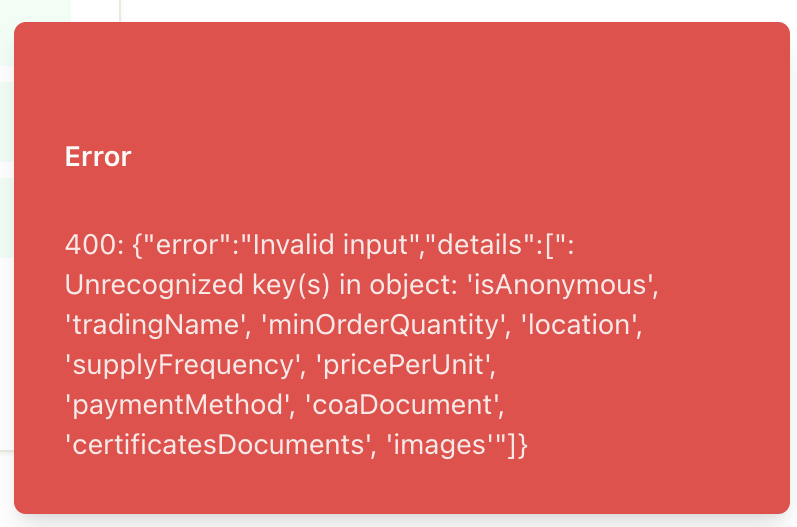 Error
400: {"error":"Invalid input","details":[":
Unrecognized key(s) in object: 'isAnonymous',
'tradingName', 'minOrderQuantity', 'location',
'supplyFrequency', 'pricePerUnit',
'paymentMethod', 'coaDocument',
'certificatesDocuments', 'images'"]}